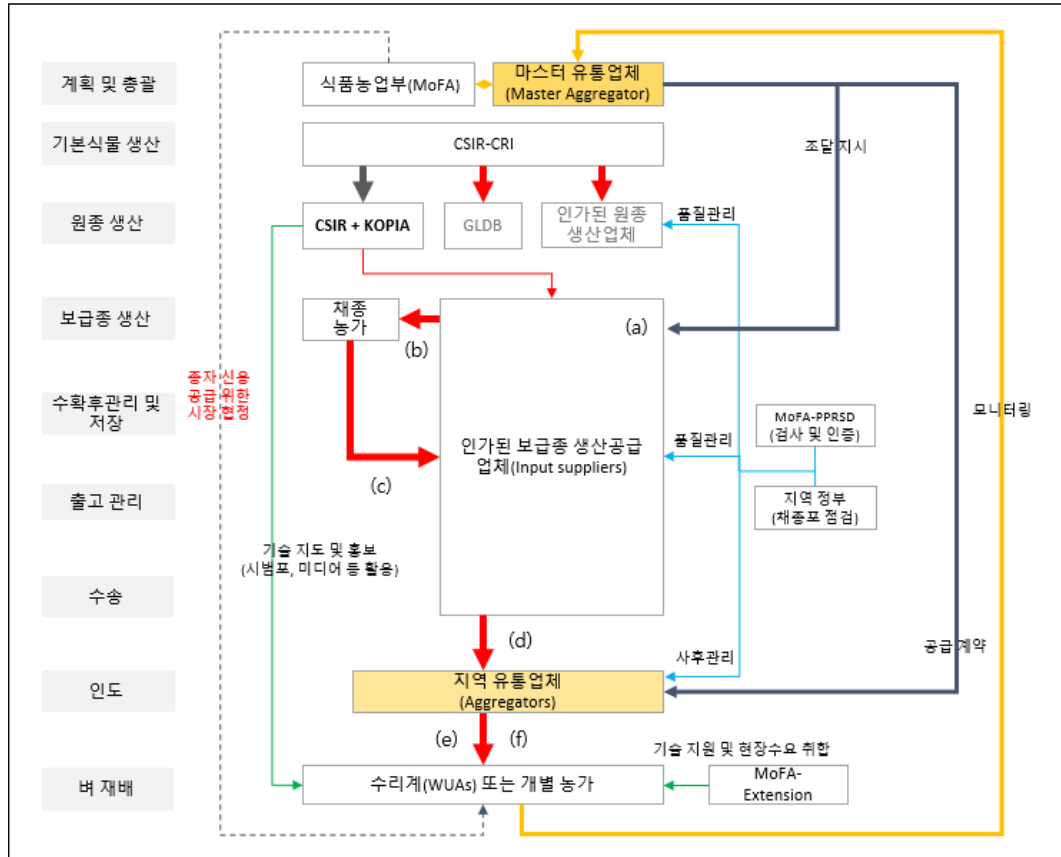 계획 및 총괄
식품농업부(MoFA)
마스터 유통업체
(Master Aggregator)
기본식물 생산
CSIR-CRI
조달 지시
원종 생산
CSIR + KOPIA
GLDB
인가된 원종
생산업체
품질관리
보급종 생산
채종
농가
(a)
(b)
종자 신용
공급 위한
시장 협정
수확후관리 및
저장
인가된 보급종 생산공급
업체(Input suppliers)
품질관리
MoFA-PPRSD
(검사 및 인증)
모니터링
(c)
출고 관리
지역 정부
(채종포 점검)
기술 지도 및 홍보
(시범포, 미디어 등 활용)
수송
(d)
사후관리
공급 계약
인도
지역 유통업체
(Aggregators)
(e)
(f)
기술 지원 및 현장수요 취합
벼 재배
수리계(WUAs) 또는 개별 농가
MoFA-
Extension